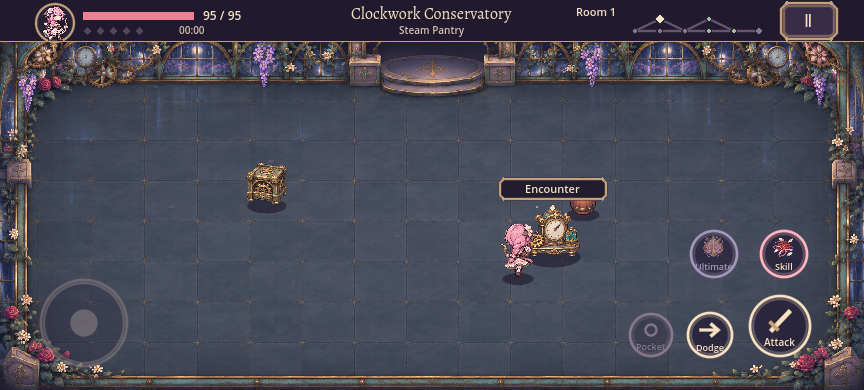 95 / 95
00:00
Clockwork Conservatory
Steam Pantry
Room 1
Encounter
Ultimate
Skill
Pocket
Dodge
Attack